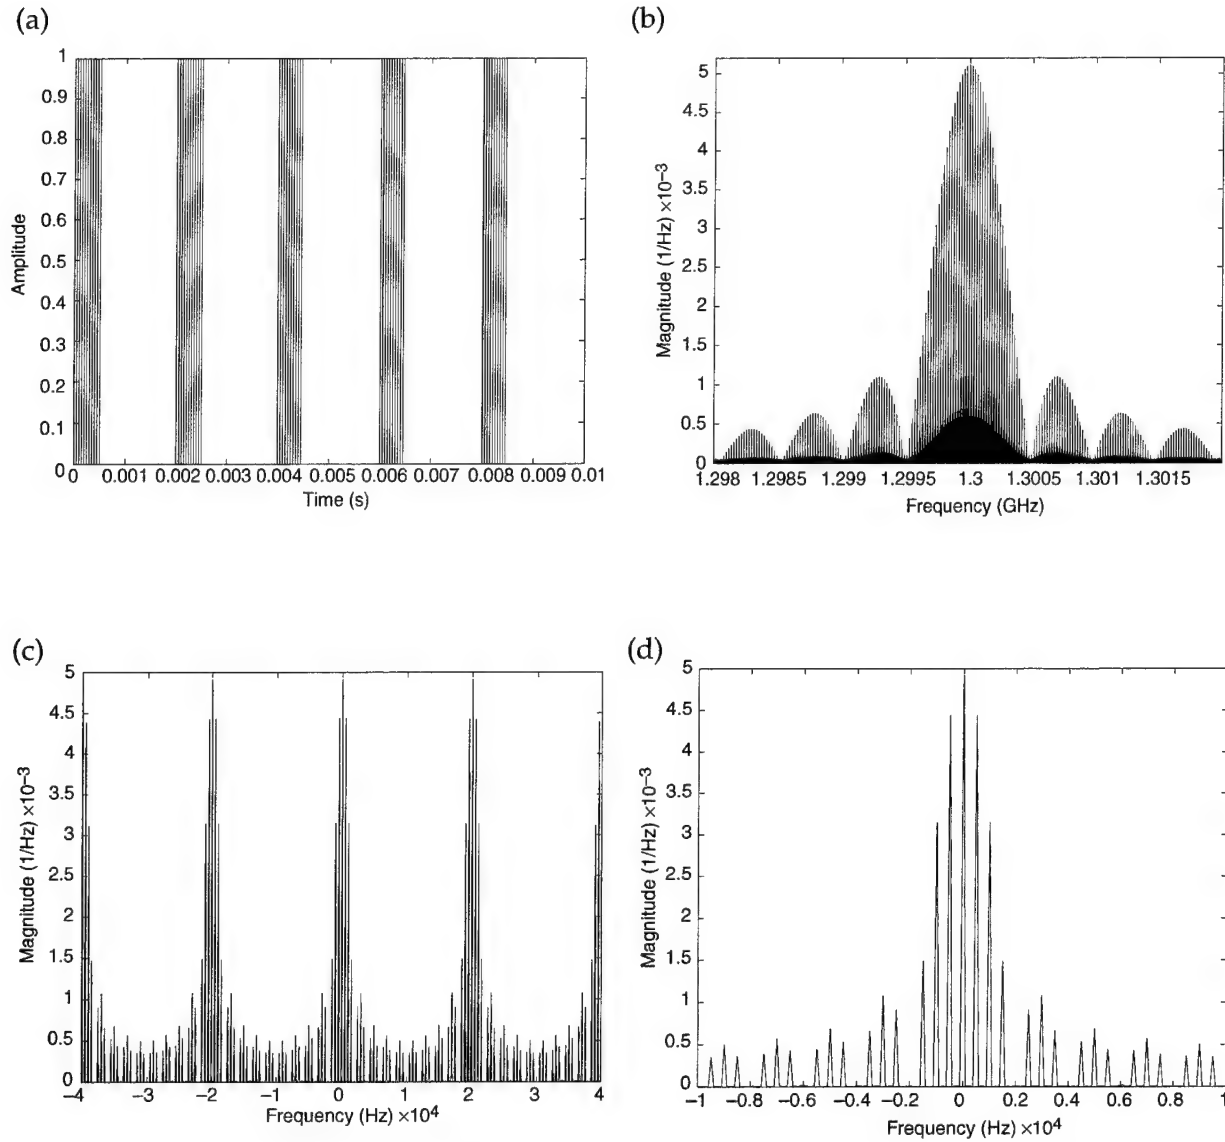 (a)
1
0.9
0.8
0.7
0.6
0.5
0.4
0.3
0.2
0.1
0
Amplitude
0 0.001 0.002 0.003 0.004 0.005 0.006 0.007 0.008 0.009 0.01
Time (s)
(b)
5
4.5
4
3.5
3
2.5
2
1.5
1
0.5
0
Magnitude (1/Hz) ×10−3
1.298 1.2985 1.299 1.2995 1.3 1.3005 1.301 1.3015
Frequency (GHz)
(c)
5
4.5
4
3.5
3
2.5
2
1.5
1
0.5
0
Magnitude (1/Hz) ×10−3
−4 −3 −2 −1 0 1 2 3 4
Frequency (Hz) ×10⁴
(d)
5
4.5
4
3.5
3
2.5
2
1.5
1
0.5
0
Magnitude (1/Hz) ×10−3
−1 −0.8 −0.6 −0.4 −0.2 0 0.2 0.4 0.6 0.8 1
Frequency (Hz) ×10⁴